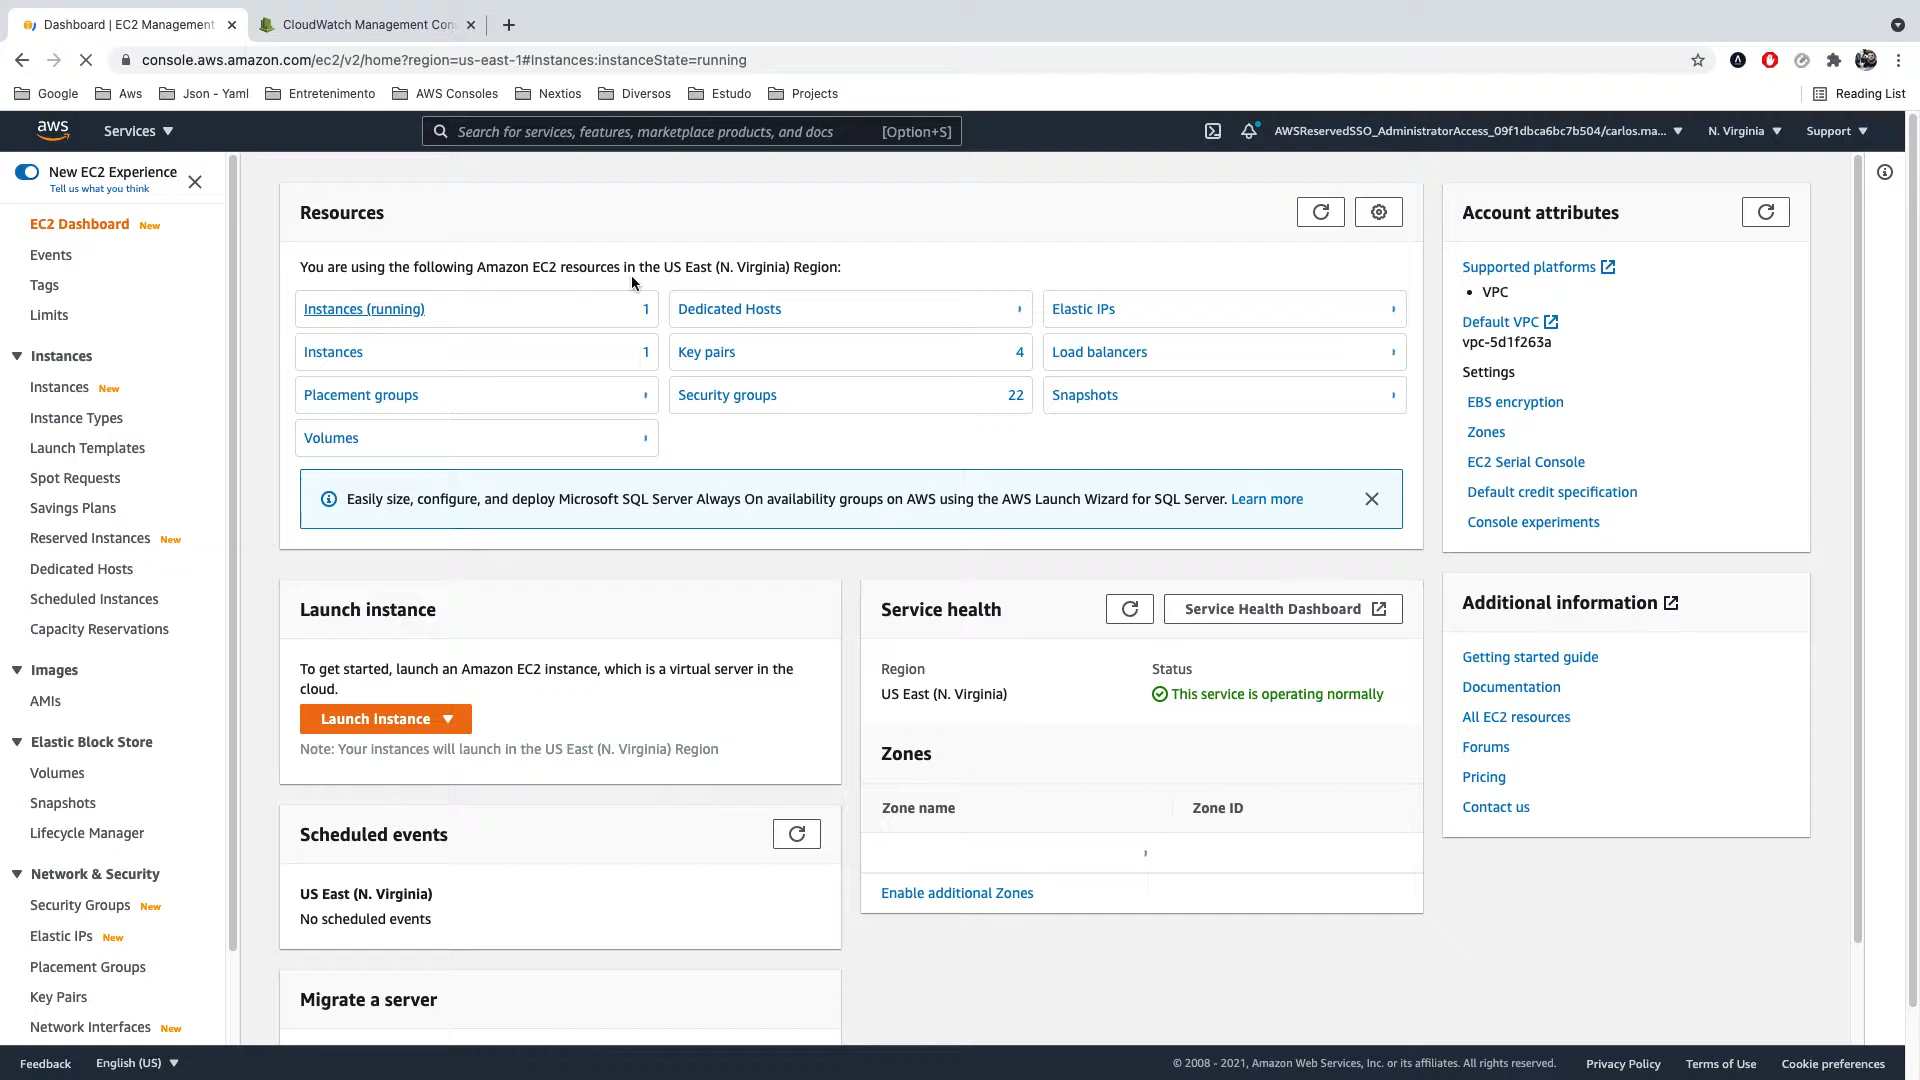 Dashboard | EC2 Management
CloudWatch Management Con
console.aws.amazon.com/ec2/v2/home?region=us-east-1#Instances:instanceState=running
Google
Aws
Json - Yaml
Entretenimento
AWS Consoles
Nextios
Diversos
Estudo
Projects
Reading List
aws
Services
Search for services, features, marketplace products, and docs
[Option+S]
AWSReservedSSO_AdministratorAccess_09f1dbca6bc7b504/carlos.ma...
N. Virginia
Support
New EC2 Experience
Tell us what you think
EC2 Dashboard New
Events
Tags
Limits
Instances
Instances New
Instance Types
Launch Templates
Spot Requests
Savings Plans
Reserved Instances New
Dedicated Hosts
Scheduled Instances
Capacity Reservations
Images
AMIs
Elastic Block Store
Volumes
Snapshots
Lifecycle Manager
Network & Security
Security Groups New
Elastic IPs New
Placement Groups
Key Pairs
Network Interfaces New
Resources
You are using the following Amazon EC2 resources in the US East (N. Virginia) Region:
Instances (running) 1
Dedicated Hosts
Elastic IPs
Instances 1
Key pairs 4
Load balancers
Placement groups
Security groups 22
Snapshots
Volumes
Easily size, configure, and deploy Microsoft SQL Server Always On availability groups on AWS using the AWS Launch Wizard for SQL Server. Learn more
Launch instance
To get started, launch an Amazon EC2 instance, which is a virtual server in the
cloud.
Launch instance
Note: Your instances will launch in the US East (N. Virginia) Region
Scheduled events
US East (N. Virginia)
No scheduled events
Migrate a server
Service health
Service Health Dashboard
Region
US East (N. Virginia)
Status
This service is operating normally
Zones
Zone name
Zone ID
Enable additional Zones
Account attributes
Supported platforms
• VPC
Default VPC
vpc-5d1f263a
Settings
EBS encryption
Zones
EC2 Serial Console
Default credit specification
Console experiments
Additional information
Getting started guide
Documentation
All EC2 resources
Forums
Pricing
Contact us
Feedback
English (US)
© 2008 - 2021, Amazon Web Services, Inc. or its affiliates. All rights reserved.
Privacy Policy
Terms of Use
Cookie preferences